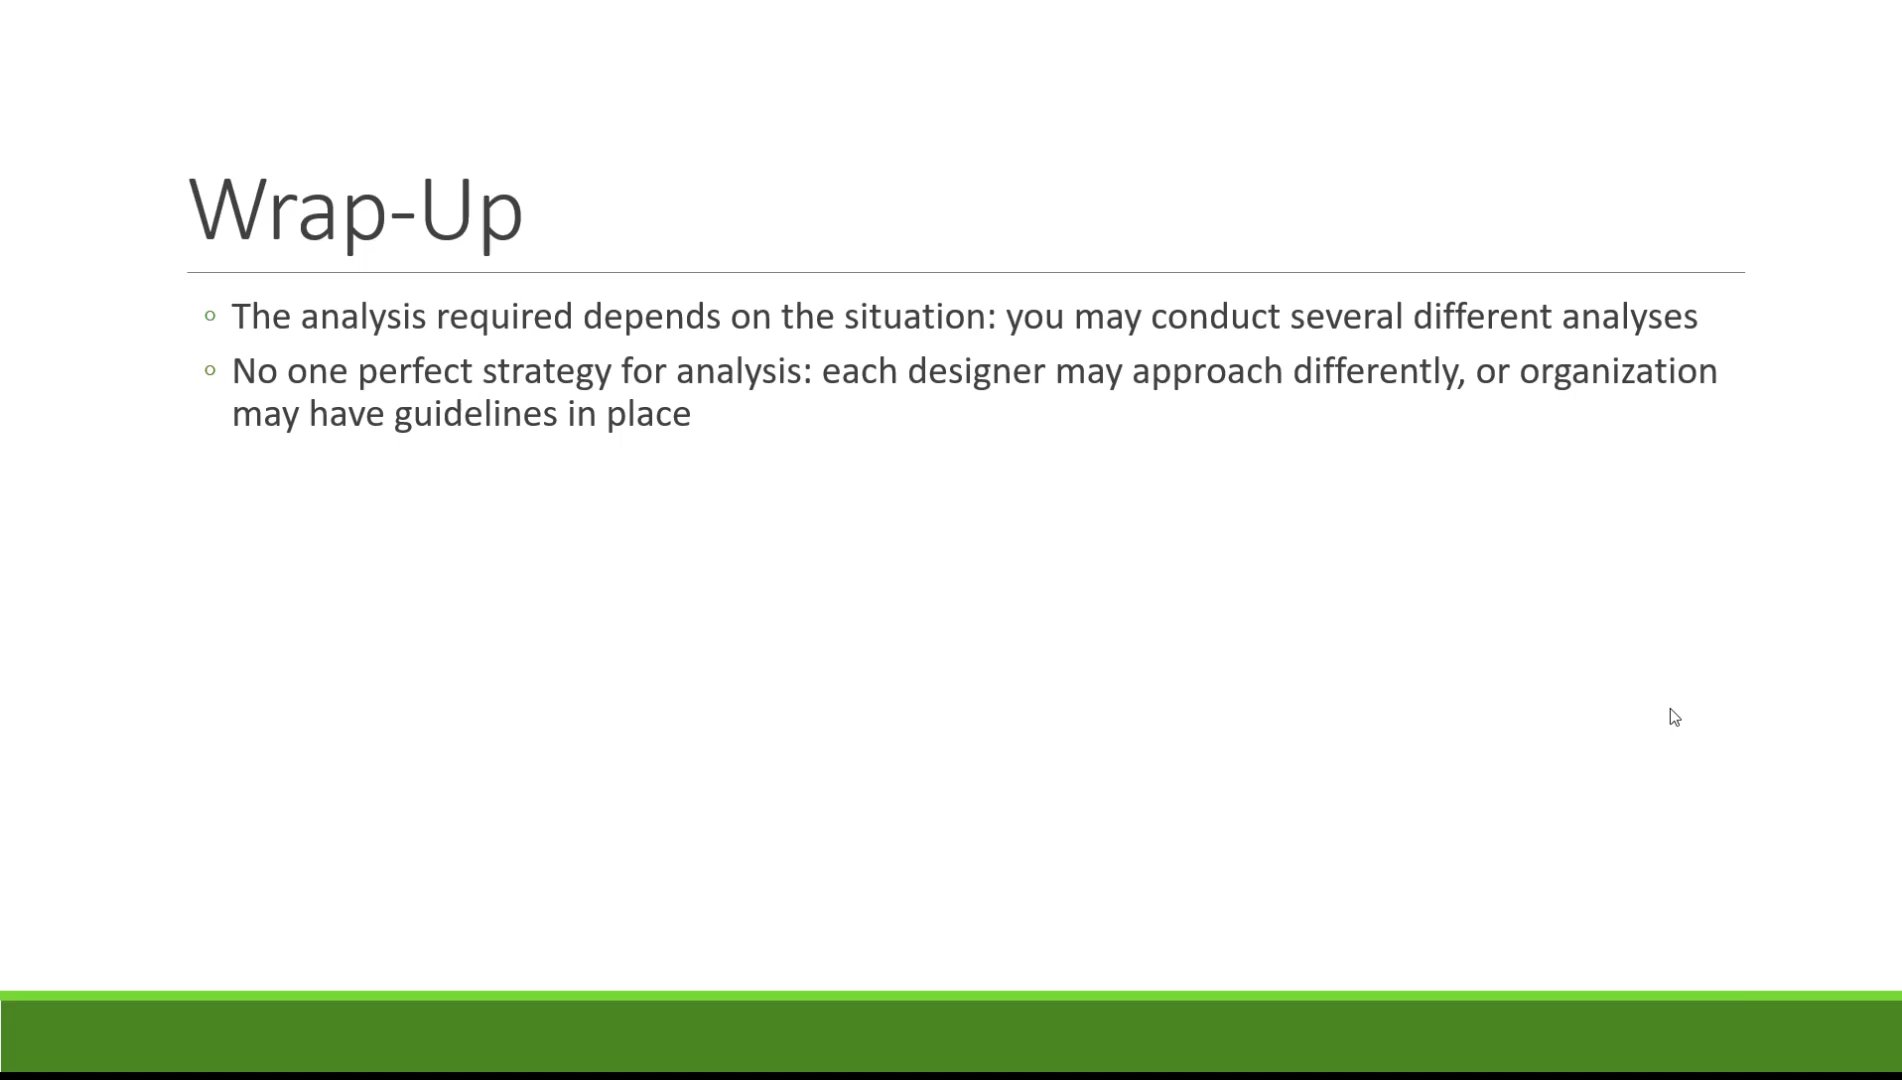 Wrap-Up
The analysis required depends on the situation: you may conduct several different analyses
No one perfect strategy for analysis: each designer may approach differently, or organization
may have guidelines in place